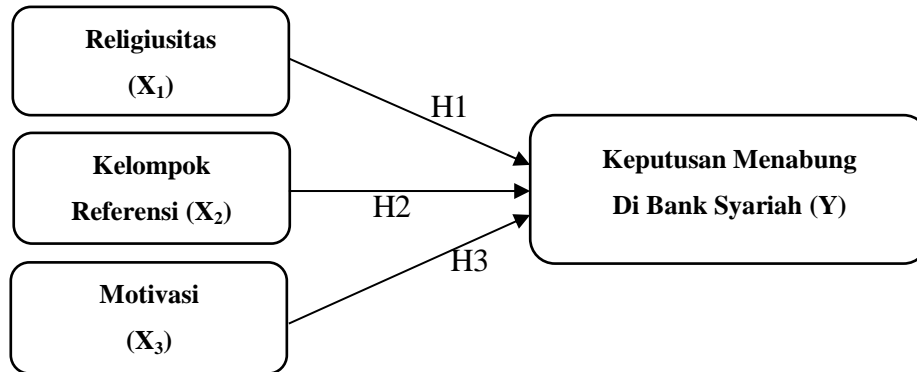 Religiusitas
(X₁)
H1
Kelompok
Referensi (X₂)
H2
Motivasi
(X₃)
H3
Keputusan Menabung
Di Bank Syariah (Y)